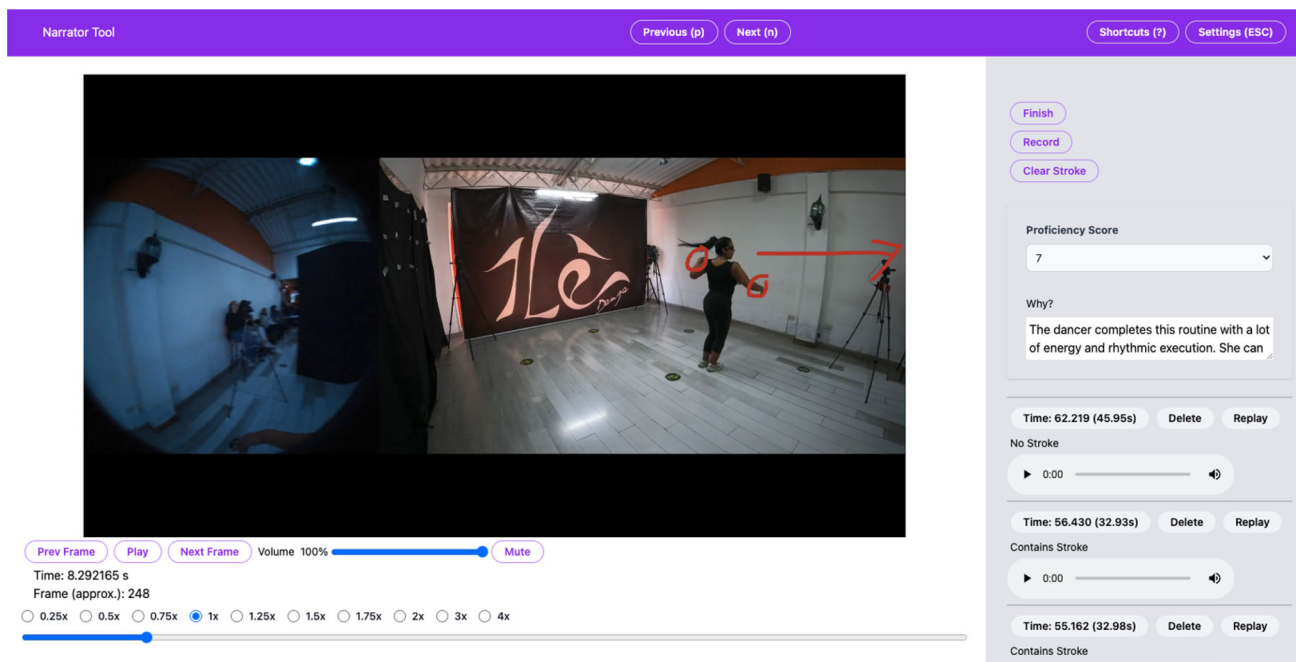 Narrator Tool
Previous (p)
Next (n)
Shortcuts (?)
Settings (ESC)
ILÊ
Danza
Prev Frame
Play
Next Frame
Volume 100%
Mute
Time: 8.292165 s
Frame (approx.): 248
0.25x
0.5x
0.75x
1x
1.25x
1.5x
1.75x
2x
3x
4x
Finish
Record
Clear Stroke
Proficiency Score
7
Why?
The dancer completes this routine with a lot
of energy and rhythmic execution. She can
Time: 62.219 (45.95s)
Delete
Replay
No Stroke
0:00
Time: 56.430 (32.93s)
Delete
Replay
Contains Stroke
0:00
Time: 55.162 (32.98s)
Delete
Replay
Contains Stroke